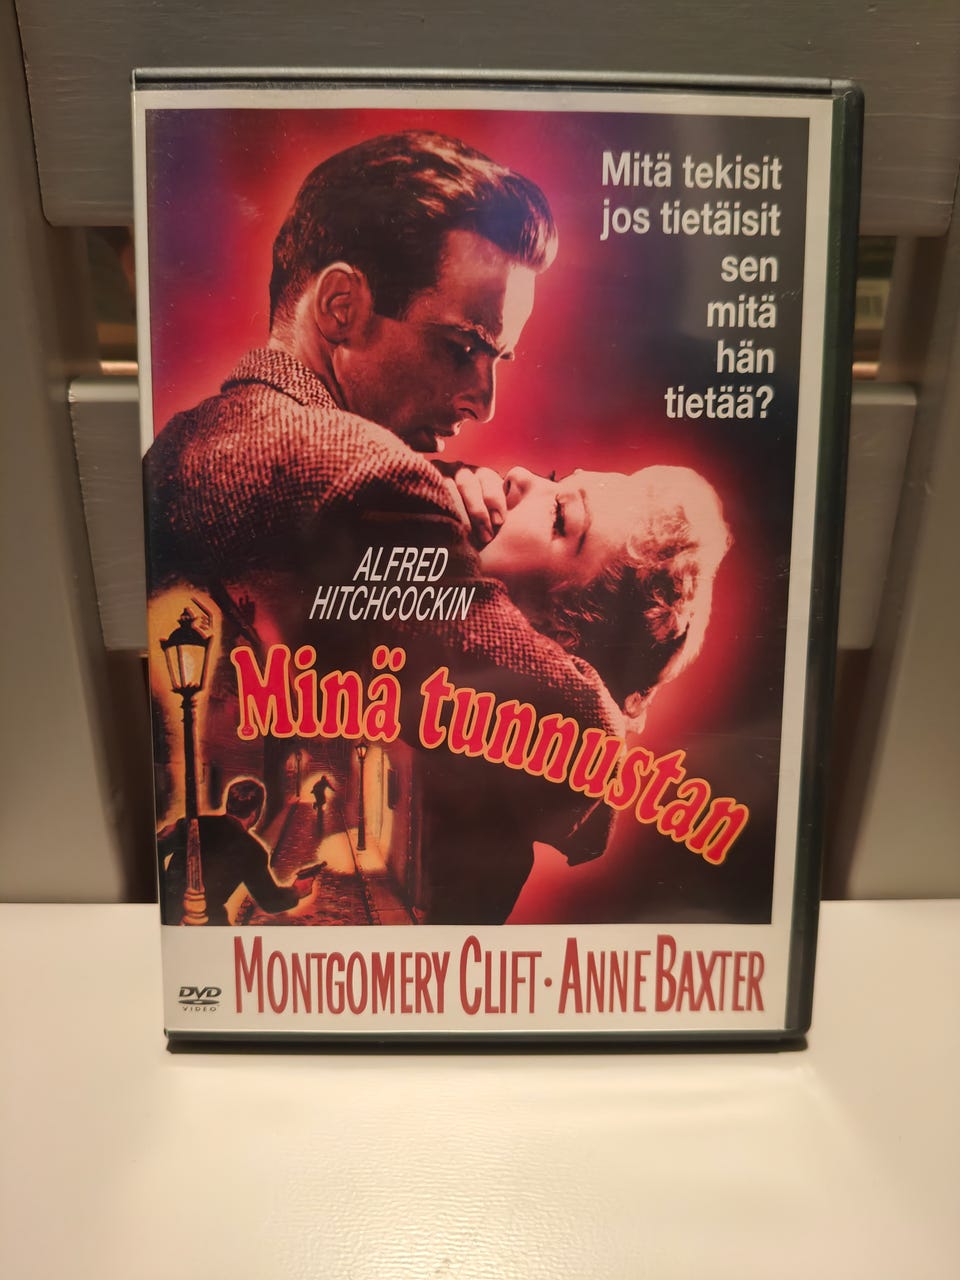 Mitä tekisit
jos tietäisit
sen
mitä
hän
tietää?
ALFRED
HITCHCOCKIN
Minä tunnustan
MONTGOMERY CLIFT · ANNE BAXTER
DVD
VIDEO